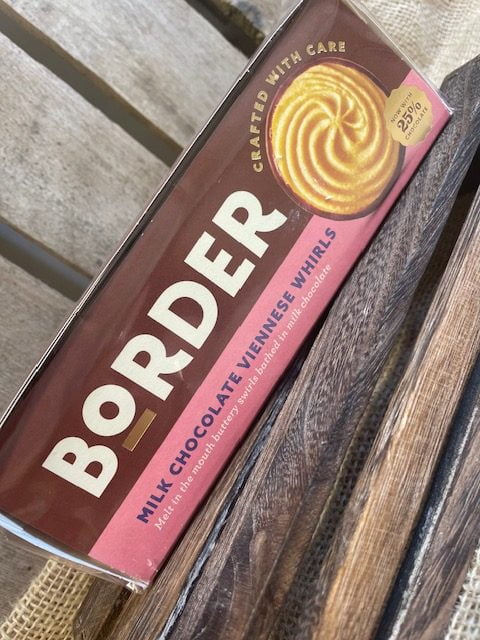 CRAFTED WITH CARE
NOW WITH
25%
CHOCOLATE
BoRDER
MILK CHOCOLATE VIENNESE WHIRLS
Melt in the mouth buttery swirls bathed in milk chocolate